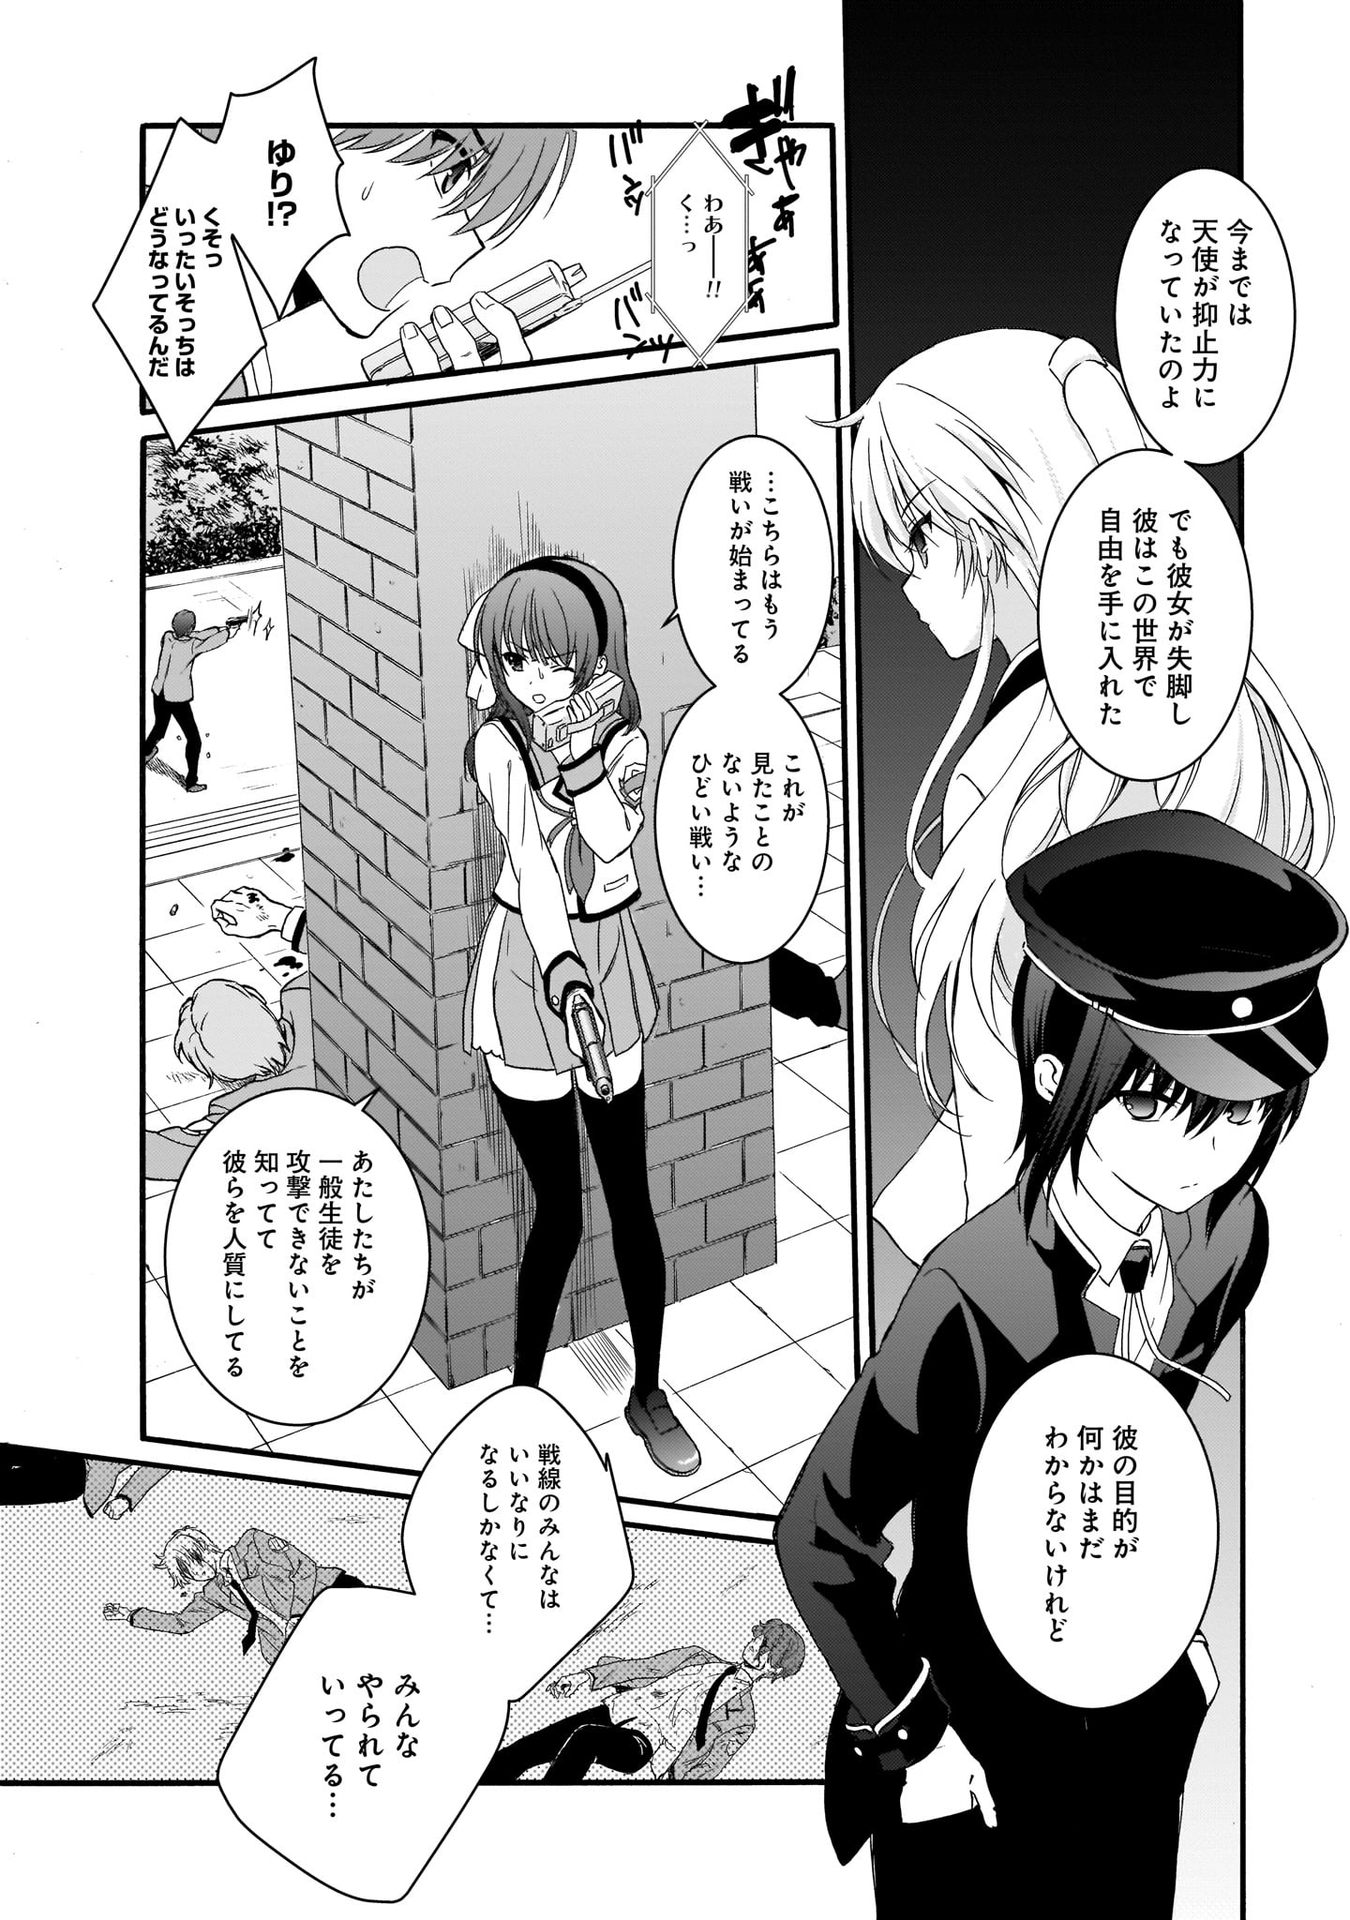 今までは
天使が抑止力に
なっていたのよ
でも彼女が失脚し
彼はこの世界で
自由を手に入れた
彼の目的が
何かはまだ
わからないけれど
ぎゃああああ
わあ――!!
く…っ
バンッ
バンッ
ゆり!?
くそっ
いったいそっちは
どうなってるんだ
…こちらはもう
戦いが始まってる
これが
見たことの
ないような
ひどい戦い…
あたしたちが
一般生徒を
攻撃できないことを
知ってて
彼らを人質にしてる
戦線のみんなは
いいなりに
なるしかなくて…
みんな
やられて
いってる…